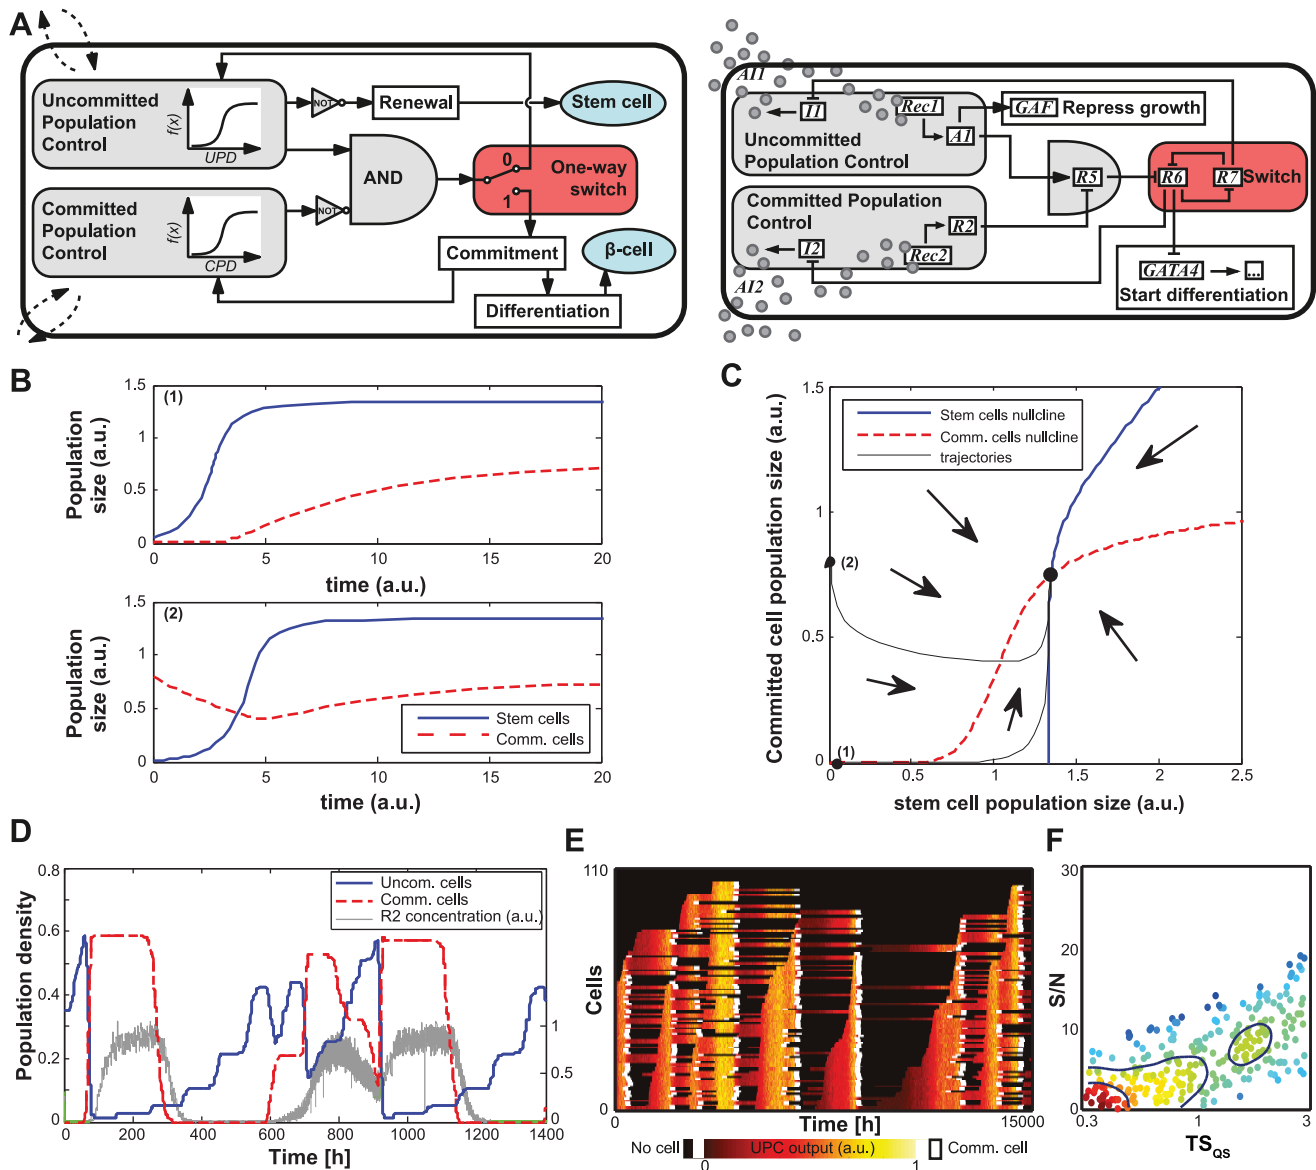 A
Uncommitted
Population
Control
f(x)
UPD
NOT
Renewal
Stem cell
AND
0
1
One-way
switch
Committed
Population
Control
f(x)
CPD
NOT
Commitment
β-cell
Differentiation
AI1
I1
Rec1
A1
GAF
Repress growth
Uncommitted
Population Control
R5
R6
R7
Switch
Committed Population
Control
R2
I2
Rec2
AI2
GATA4
...
Start differentiation
B
(1)
Population
size (a.u.)
1.5
1
0
0
5
10
15
20
time (a.u.)
(2)
Population
size (a.u.)
1.5
1
0.5
0
Stem cells
Comm. cells
0
5
10
15
20
time (a.u.)
C
Committed cell population size (a.u.)
1.5
1
0.5
0
Stem cells nullcline
Comm. cells nullcline
trajectories
(2)
(1)
0
0.5
1
1.5
2
2.5
stem cell population size (a.u.)
D
Population density
0.8
0.6
0.4
0.2
0
Uncom. cells
Comm. cells
R2 concentration (a.u.)
1
0.5
0
0
200
400
600
800
1000
1200
1400
Time [h]
E
110
Cells
0
0
Time [h]
15000
No cell
UPC output (a.u.)
0
1
Comm. cell
F
S/N
30
20
10
0
0.3
1
3
TS_QS